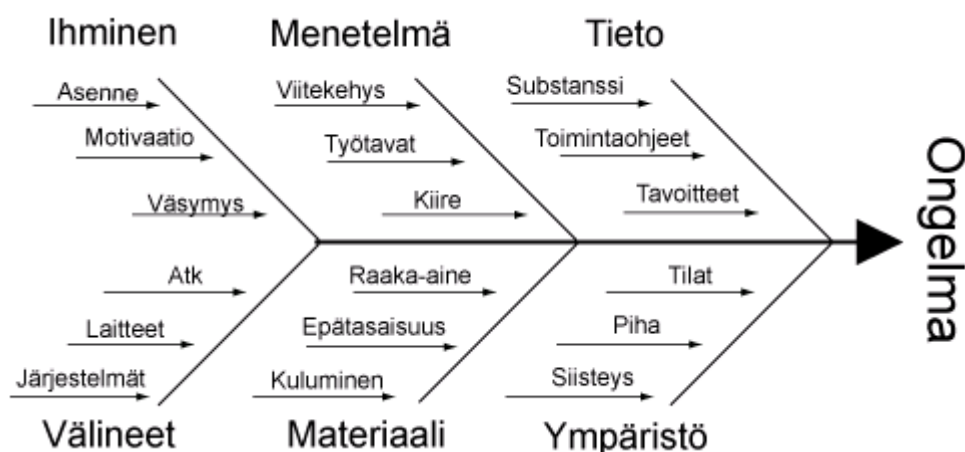 Ihminen
Menetelmä
Tieto
Asenne
Motivaatio
Väsymys
Viitekehys
Työtavat
Kiire
Substanssi
Toimintaohjeet
Tavoitteet
Ongelma
Atk
Laitteet
Järjestelmät
Raaka-aine
Epätasaisuus
Kuluminen
Tilat
Piha
Siisteys
Välineet
Materiaali
Ympäristö